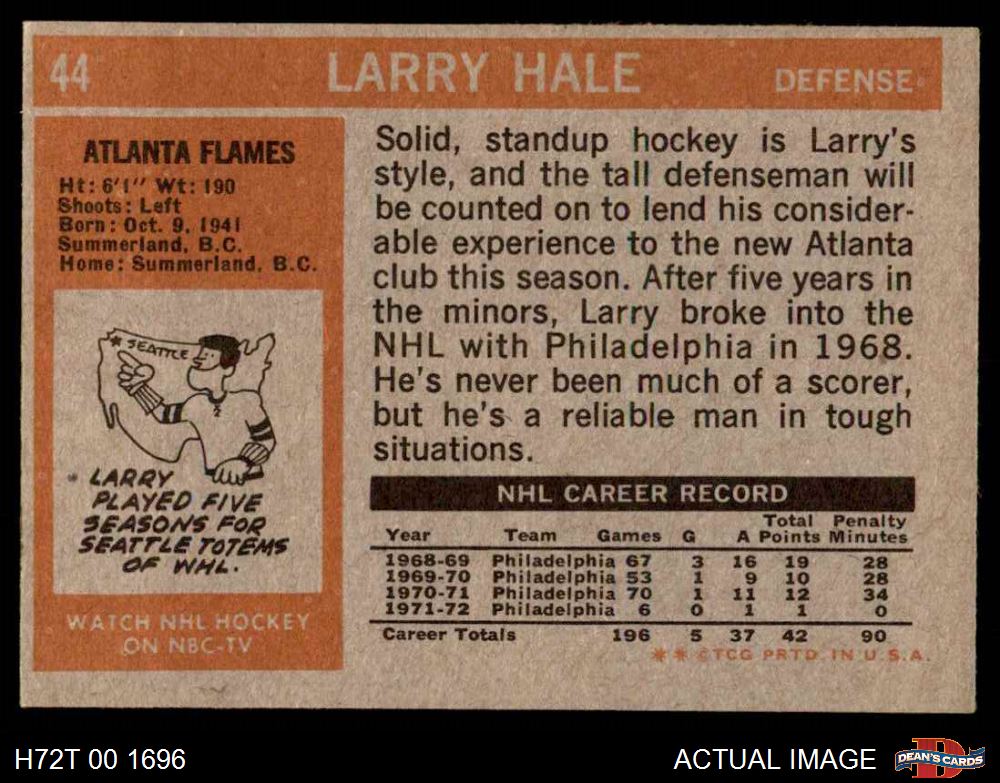 44 LARRY HALE DEFENSE
ATLANTA FLAMES
Ht: 6'1" Wt: 190
Shoots: Left
Born: Oct. 9, 1941
Summerland, B.C.
Home: Summerland, B.C.
* SEATTLE
LARRY
PLAYED FIVE
SEASONS FOR
SEATTLE TOTEMS
OF WHL.
WATCH NHL HOCKEY
ON NBC-TV
Solid, standup hockey is Larry's
style, and the tall defenseman will
be counted on to lend his consider-
able experience to the new Atlanta
club this season. After five years in
the minors, Larry broke into the
NHL with Philadelphia in 1968.
He's never been much of a scorer,
but he's a reliable man in tough
situations.
NHL CAREER RECORD
Total Penalty
Year Team Games G A Points Minutes
1968-69 Philadelphia 67 3 16 19 28
1969-70 Philadelphia 53 1 9 10 28
1970-71 Philadelphia 70 1 11 12 34
1971-72 Philadelphia 6 0 1 1 0
Career Totals 196 5 37 42 90
* * ©TCG PRTD. IN U.S.A.
H72T 00 1696 ACTUAL IMAGE DEAN'S CARDS